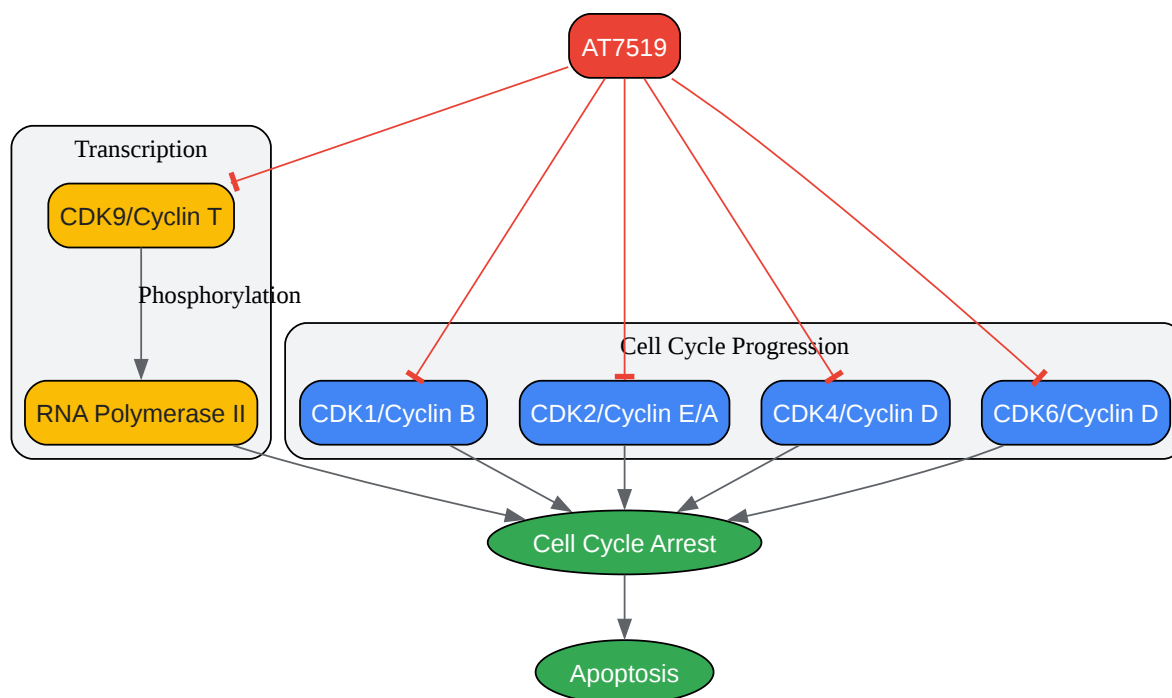 AT7519
Transcription
CDK9/Cyclin T
Phosphorylation
RNA Polymerase II
Cell Cycle Progression
CDK1/Cyclin B
CDK2/Cyclin E/A
CDK4/Cyclin D
CDK6/Cyclin D
Cell Cycle Arrest
Apoptosis